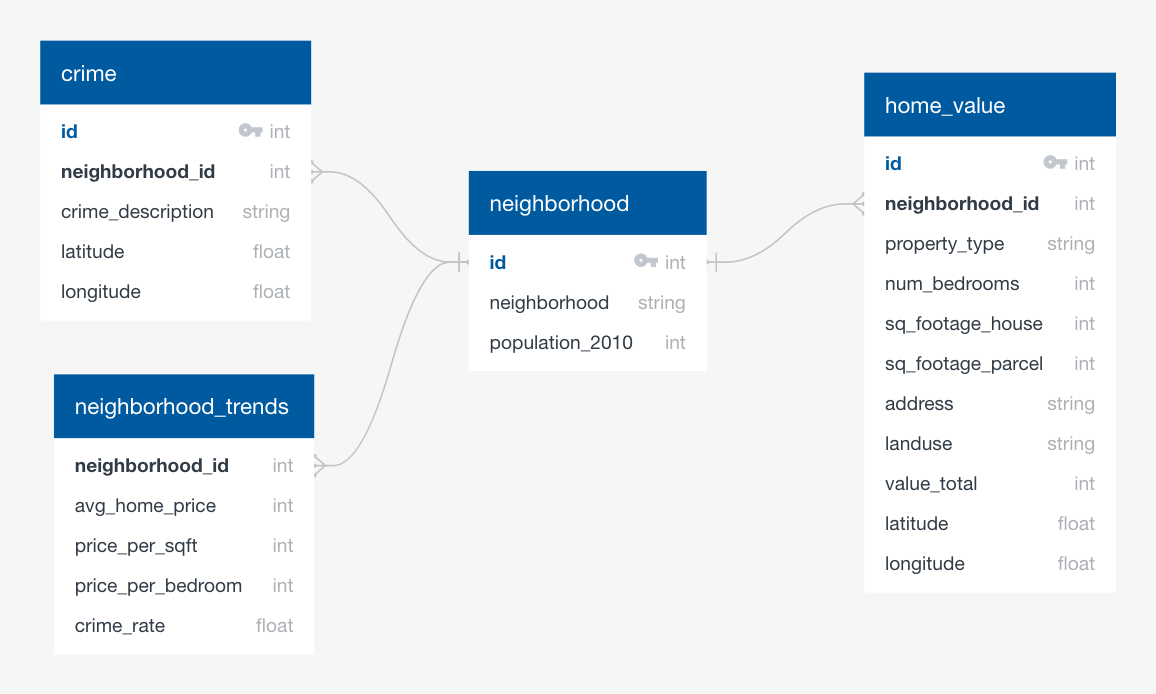 crime
id int
neighborhood_id int
crime_description string
latitude float
longitude float
neighborhood_trends
neighborhood_id int
avg_home_price int
price_per_sqft int
price_per_bedroom int
crime_rate float
neighborhood
id int
neighborhood string
population_2010 int
home_value
id int
neighborhood_id int
property_type string
num_bedrooms int
sq_footage_house int
sq_footage_parcel int
address string
landuse string
value_total int
latitude float
longitude float